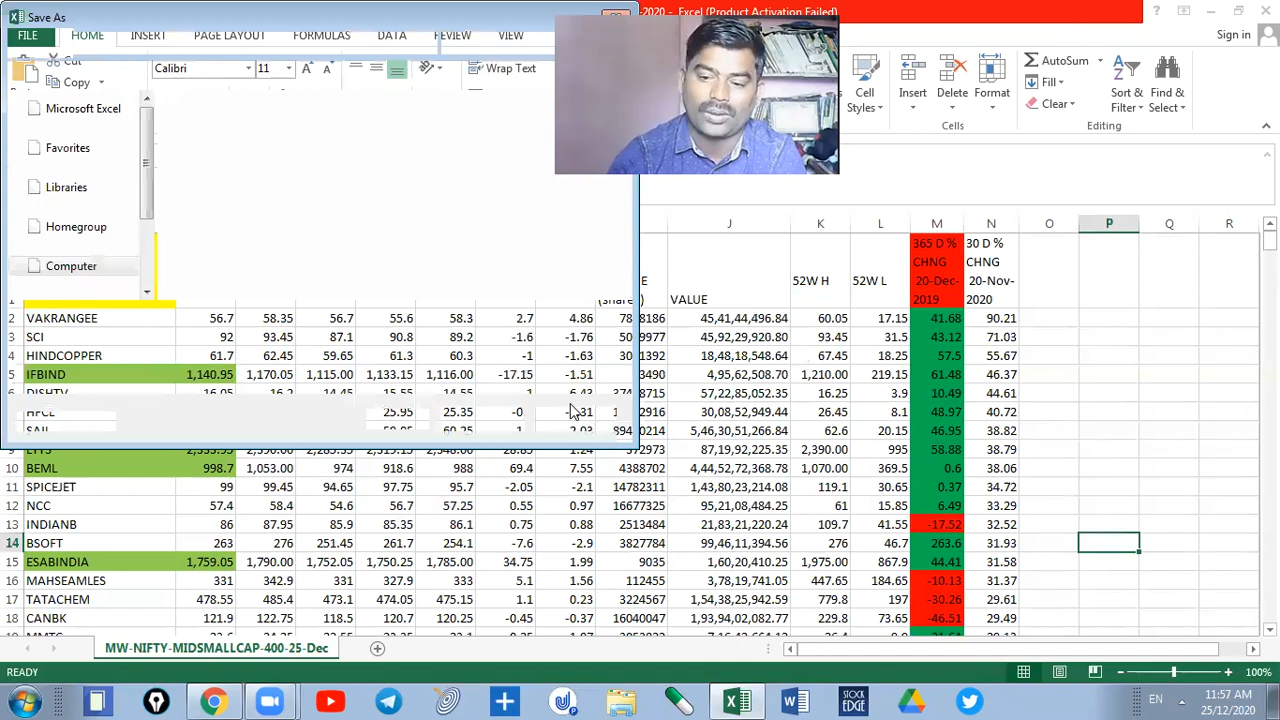 Save As
-2020 - Excel (Product Activation Failed)
FILE HOME INSERT PAGE LAYOUT FORMULAS DATA REVIEW VIEW
Sign in
Cut
Copy
Calibri 11
Wrap Text
Cell Styles
Insert Delete Format
Cells
AutoSum
Fill
Clear
Sort & Filter
Find & Select
Editing
Microsoft Excel
Favorites
Libraries
Homegroup
Computer
J K L M N O P Q R
1 VALUE 52W H 52W L 365 D % CHNG 20-Dec-2019 30 D % CHNG 20-Nov-2020
2 VAKRANGEE 56.7 58.35 56.7 55.6 58.3 2.7 4.86 45,41,44,496.84 60.05 17.15 41.68 90.21
3 SCI 92 93.45 87.1 90.8 89.2 -1.6 -1.76 45,92,29,920.80 93.45 31.5 43.12 71.03
4 HINDCOPPER 61.7 62.45 59.65 61.3 60.3 -1 -1.63 18,48,18,548.64 67.45 18.25 57.5 55.67
5 IFBIND 1,140.95 1,170.05 1,115.00 1,133.15 1,116.00 -17.15 -1.51 3490 4,95,62,508.00 1,210.00 219.15 61.48 46.37
DISHTV 57,22,85,052.35 16.25 3.9 10.49 41.97
25.95 25.35 -0 2916 30,08,52,949.44 26.45 8.1 48.97 40.72
SAIL 5,46,30,51,266.84 62.6 20.15 46.95 38.92
87,19,92,225.35 2,390.00 995 58.88 38.79
10 BEML 998.7 1,053.00 974 918.6 988 69.4 7.55 4388702 4,44,52,72,368.78 1,070.00 369.5 0.6 38.06
11 SPICEJET 99 99.45 94.65 97.75 95.7 -2.05 -2.1 14782311 1,43,80,23,214.08 119.1 30.65 0.37 34.72
12 NCC 57.4 58.4 54.6 56.7 57.25 0.55 0.97 16677325 95,21,08,484.25 61 15.85 6.49 33.29
13 INDIANB 86 87.95 85.9 85.35 86.1 0.75 0.88 2513484 21,83,21,220.24 109.7 41.55 -17.52 32.52
14 BSOFT 263 276 251.45 261.7 254.1 -7.6 -2.9 3827784 99,46,11,394.56 276 46.7 263.6 31.93
15 ESABINDIA 1,759.05 1,790.00 1,752.05 1,750.25 1,785.00 34.75 1.99 9035 1,60,20,410.25 1,975.00 867.9 44.41 31.58
16 MAHSEAMLES 331 342.9 331 327.9 333 5.1 1.56 112455 3,78,19,741.05 447.65 184.65 -10.13 31.37
17 TATACHEM 478.55 485.4 473.1 474.05 475.15 1.1 0.23 3224567 1,54,38,25,942.59 779.8 197 -30.26 29.61
18 CANBK 121.9 122.75 118.5 120.7 120.25 -0.45 -0.37 16040047 1,93,94,02,082.77 229.8 73.65 -46.51 29.49
MW-NIFTY-MIDSMALLCAP-400-25-Dec
READY
100%
STOCK EDGE
EN
11:57 AM
25/12/2020